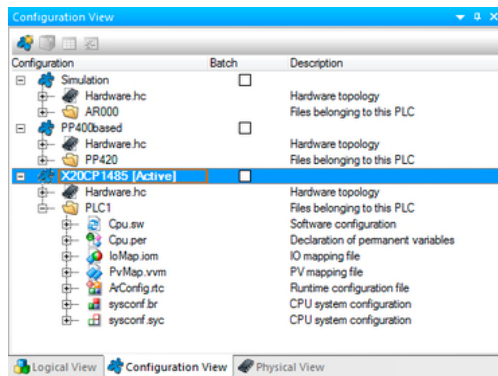 Configuration View
Configuration Batch Description
Simulation
Hardware.hc Hardware topology
AR000 Files belonging to this PLC
PP400based
Hardware.hc Hardware topology
PP420 Files belonging to this PLC
X20CP1485 [Active]
Hardware.hc Hardware topology
PLC1 Files belonging to this PLC
Cpu.sw Software configuration
Cpu.per Declaration of permanent variables
IoMap.iom IO mapping file
PvMap.vvm PV mapping file
ArConfig.rtc Runtime configuration file
sysconf.br CPU system configuration
sysconf.syc CPU system configuration
Logical View Configuration View Physical View